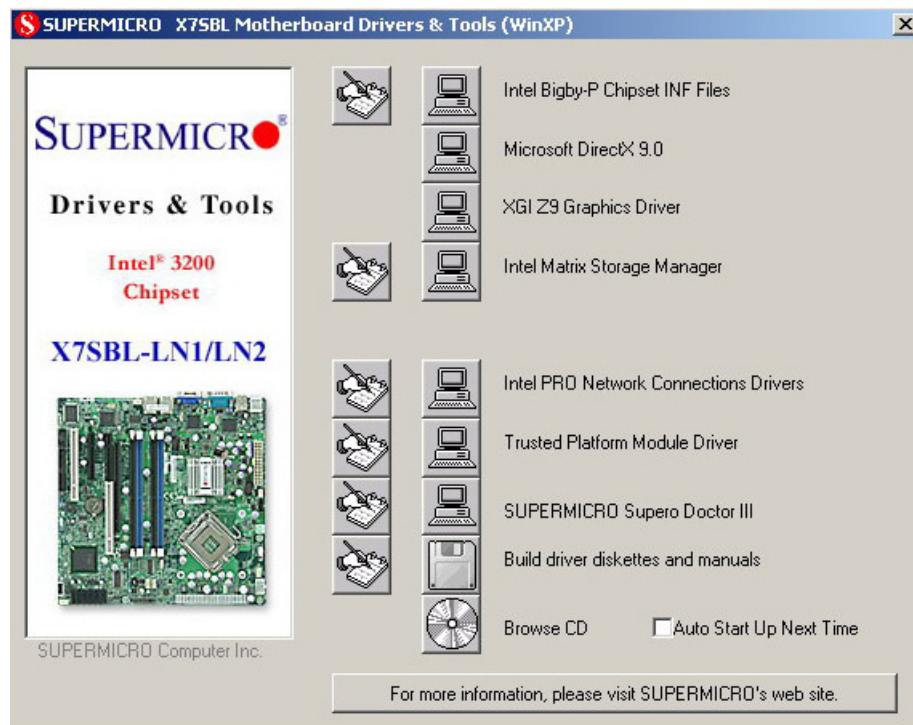 SUPERMICRO X7SBL Motherboard Drivers & Tools (WinXP)
SUPERMICRO®
Drivers & Tools
Intel® 3200
Chipset
X7SBL-LN1/LN2
SUPERMICRO Computer Inc.
Intel Bigby-P Chipset INF Files
Microsoft DirectX 9.0
XGI Z9 Graphics Driver
Intel Matrix Storage Manager
Intel PRO Network Connections Drivers
Trusted Platform Module Driver
SUPERMICRO Supero Doctor III
Build driver diskettes and manuals
Browse CD
Auto Start Up Next Time
For more information, please visit SUPERMICRO's web site.